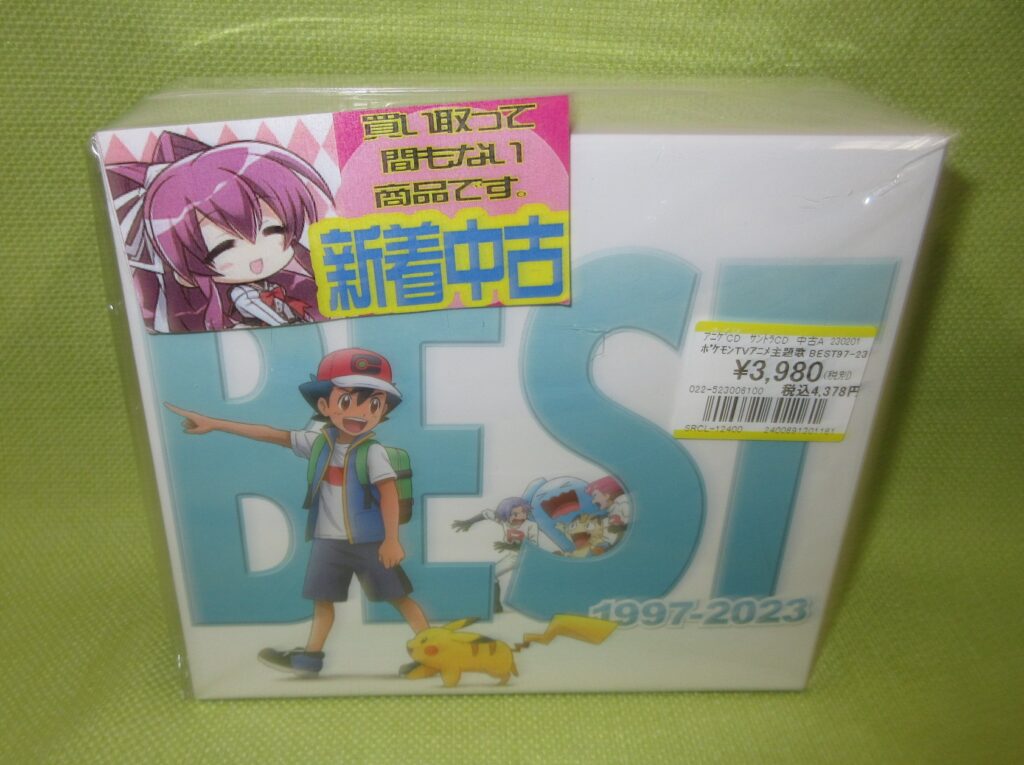 買い取って
間もない
商品です。
新着中古
BEST
1997-2023
アニゲCD サントラCD 中古A 230201
ポケモンTVアニメ主題歌 BEST97-23
¥3,980(税別)
022-523006100 税込4,378円
SRCL-12400 2400891201181